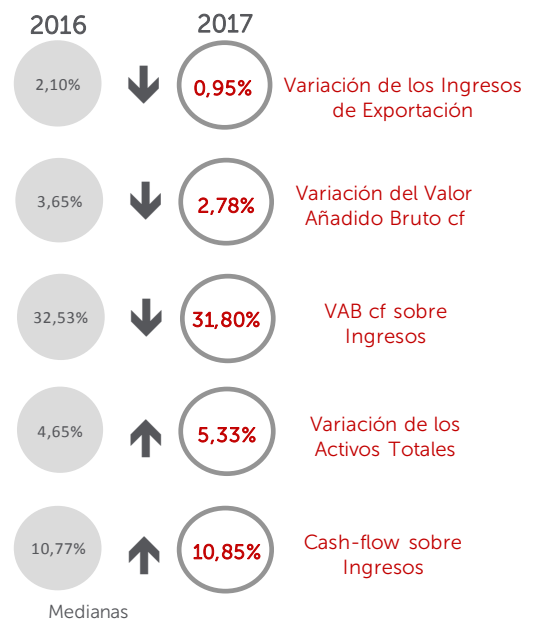 2016 2017
2,10% 0,95% Variación de los Ingresos
de Exportación
3,65% 2,78% Variación del Valor
Añadido Bruto cf
32,53% 31,80% VAB cf sobre
Ingresos
4,65% 5,33% Variación de los
Activos Totales
10,77% 10,85% Cash-flow sobre
Ingresos
Medianas